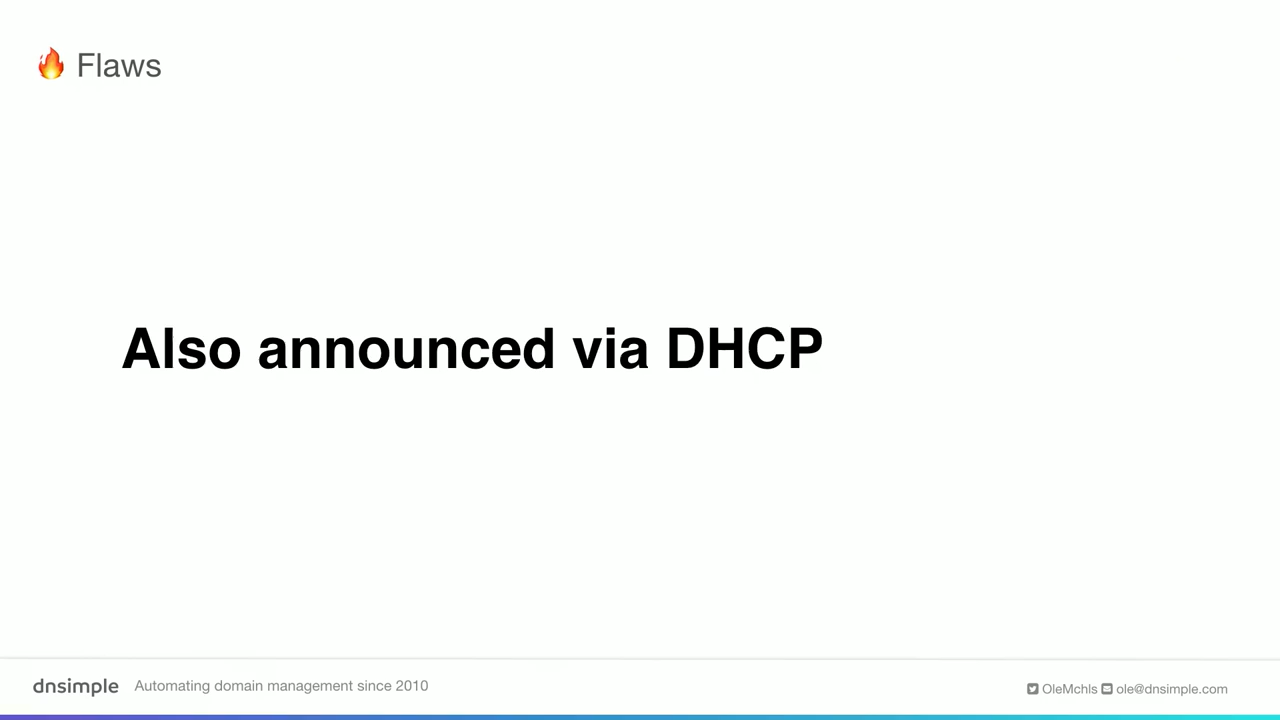 🔥 Flaws
Also announced via DHCP
dnsimple Automating domain management since 2010
OleMchls ole@dnsimple.com